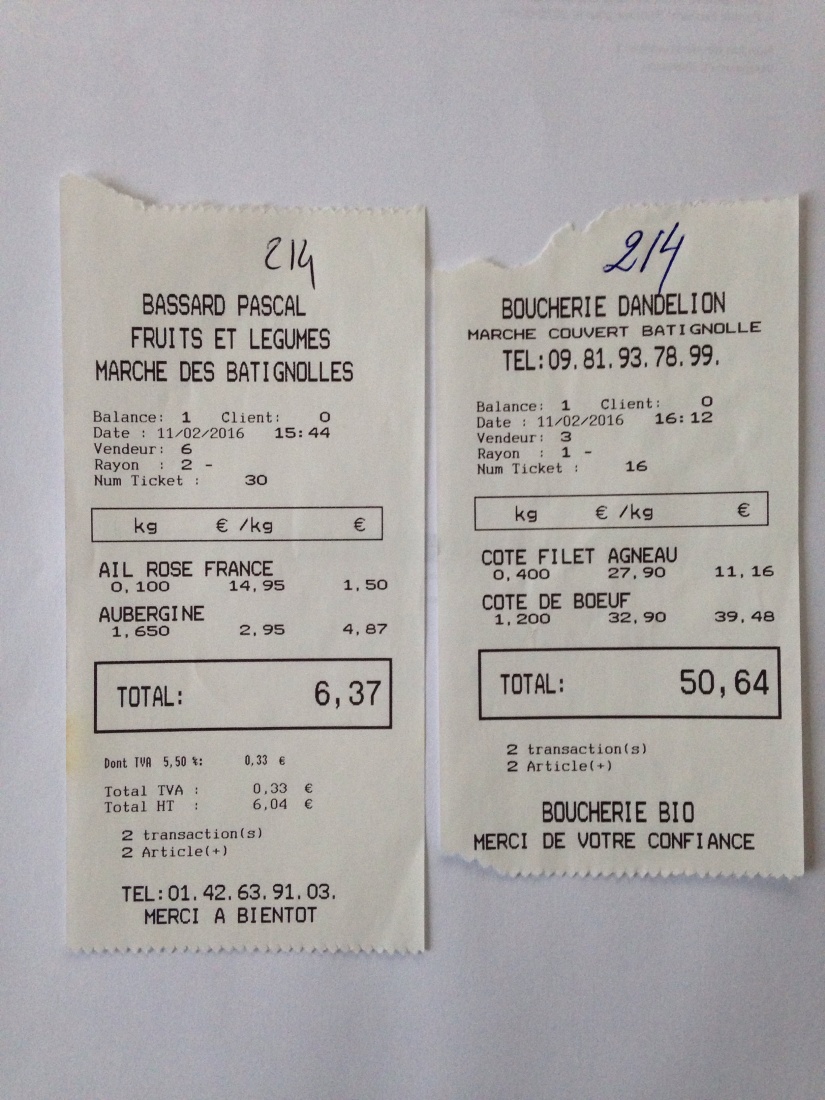 214
BASSARD PASCAL
FRUITS ET LEGUMES
MARCHE DES BATIGNOLLES
Balance: 1 Client: 0
Date : 11/02/2016 15:44
Vendeur: 6
Rayon : 2 -
Num Ticket : 30
kg € /kg €
AIL ROSE FRANCE
0,100 14,95 1,50
AUBERGINE
1,650 2,95 4,87
TOTAL: 6,37
Dont TVA 5,50 %: 0,33 €
Total TVA : 0,33 €
Total HT : 6,04 €
2 transaction(s)
2 Article(+)
TEL:01.42.63.91.03.
MERCI A BIENTOT
214
BOUCHERIE DANDELION
MARCHE COUVERT BATIGNOLLE
TEL:09.81.93.78.99.
Balance: 1 Client: 0
Date : 11/02/2016 16:12
Vendeur: 3
Rayon : 1 -
Num Ticket : 16
kg € /kg €
COTE FILET AGNEAU
0,400 27,90 11,16
COTE DE BOEUF
1,200 32,90 39,48
TOTAL: 50,64
2 transaction(s)
2 Article(+)
BOUCHERIE BIO
MERCI DE VOTRE CONFIANCE